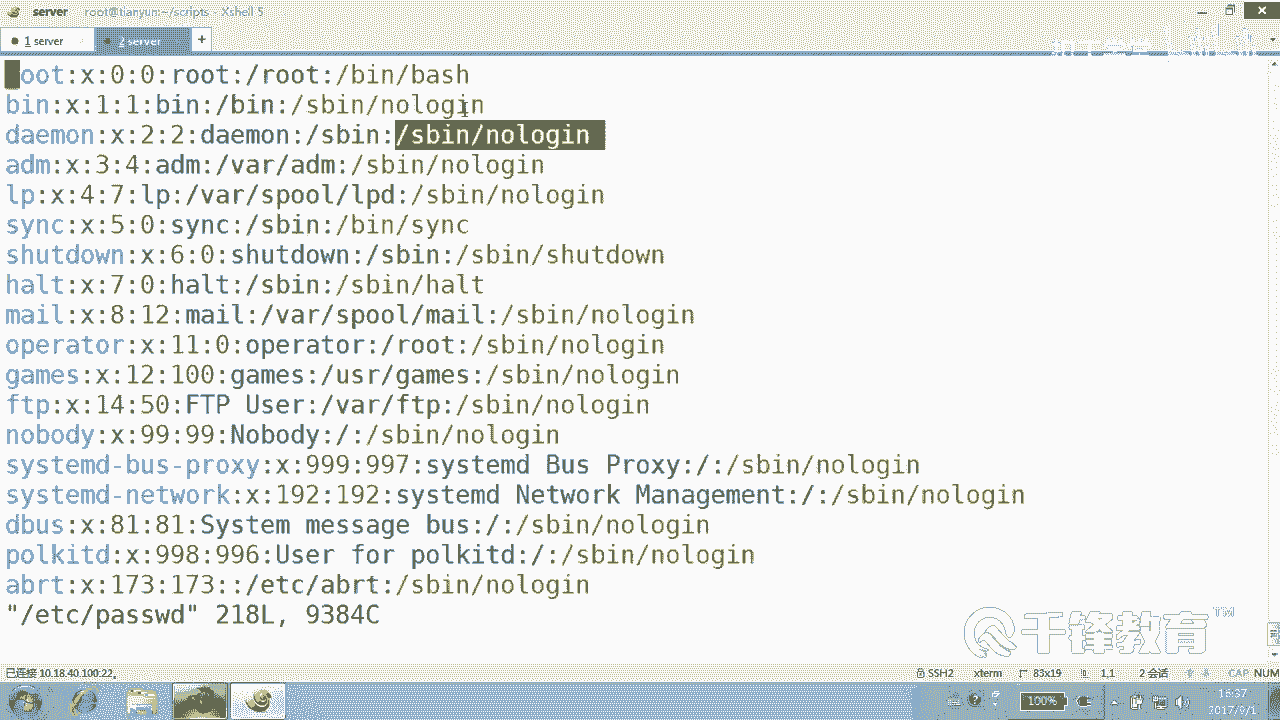 server root@tianyun:~/scripts - Xshell 5
1 server 2 server +
root:x:0:0:root:/root:/bin/bash
bin:x:1:1:bin:/bin:/sbin/nologin
daemon:x:2:2:daemon:/sbin:/sbin/nologin
adm:x:3:4:adm:/var/adm:/sbin/nologin
lp:x:4:7:lp:/var/spool/lpd:/sbin/nologin
sync:x:5:0:sync:/sbin:/bin/sync
shutdown:x:6:0:shutdown:/sbin:/sbin/shutdown
halt:x:7:0:halt:/sbin:/sbin/halt
mail:x:8:12:mail:/var/spool/mail:/sbin/nologin
operator:x:11:0:operator:/root:/sbin/nologin
games:x:12:100:games:/usr/games:/sbin/nologin
ftp:x:14:50:FTP User:/var/ftp:/sbin/nologin
nobody:x:99:99:Nobody:/:/sbin/nologin
systemd-bus-proxy:x:999:997:systemd Bus Proxy:/:/sbin/nologin
systemd-network:x:192:192:systemd Network Management:/:/sbin/nologin
dbus:x:81:81:System message bus:/:/sbin/nologin
polkitd:x:998:996:User for polkitd:/:/sbin/nologin
abrt:x:173:173::/etc/abrt:/sbin/nologin
"/etc/passwd" 218L, 9384C
千锋教育™
已连接 10.18.40.100:22。 SSH2 xterm 83x19 1,1 2 会话 CAP NUM
100% 16:37
2017/9/1